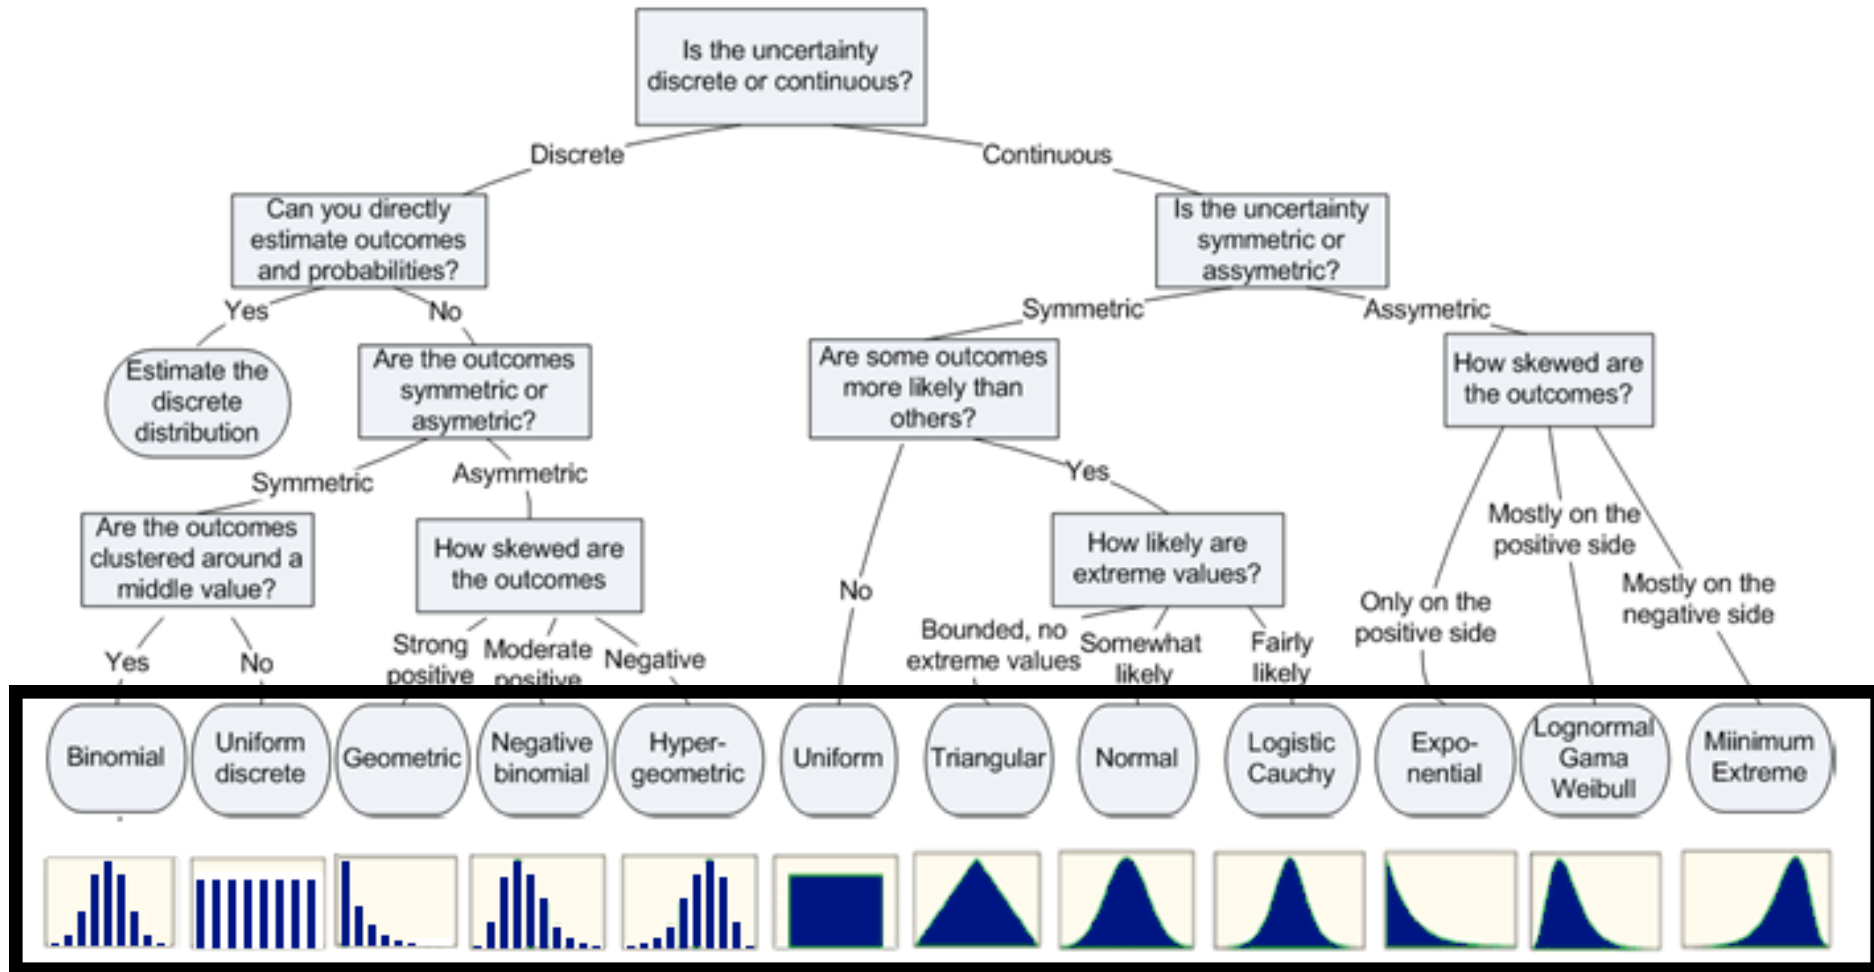 Is the uncertainty
discrete or continuous?
Discrete
Continuous
Can you directly
estimate outcomes
and probabilities?
Is the uncertainty
symmetric or
assymetric?
Yes
No
Symmetric
Assymetric
Estimate the
discrete
distribution
Are the outcomes
symmetric or
asymetric?
Are some outcomes
more likely than
others?
How skewed are
the outcomes?
Symmetric
Asymmetric
Yes
Are the outcomes
clustered around a
middle value?
How skewed are
the outcomes
How likely are
extreme values?
Mostly on the
positive side
No
Only on the
positive side
Mostly on the
negative side
Yes
No
Strong
positive
Moderate
positive
Negative
Bounded, no
extreme values
Somewhat
likely
Fairly
likely
Binomial
Uniform
discrete
Geometric
Negative
binomial
Hyper-
geometric
Uniform
Triangular
Normal
Logistic
Cauchy
Expo-
nential
Lognormal
Gama
Weibull
Miinimum
Extreme